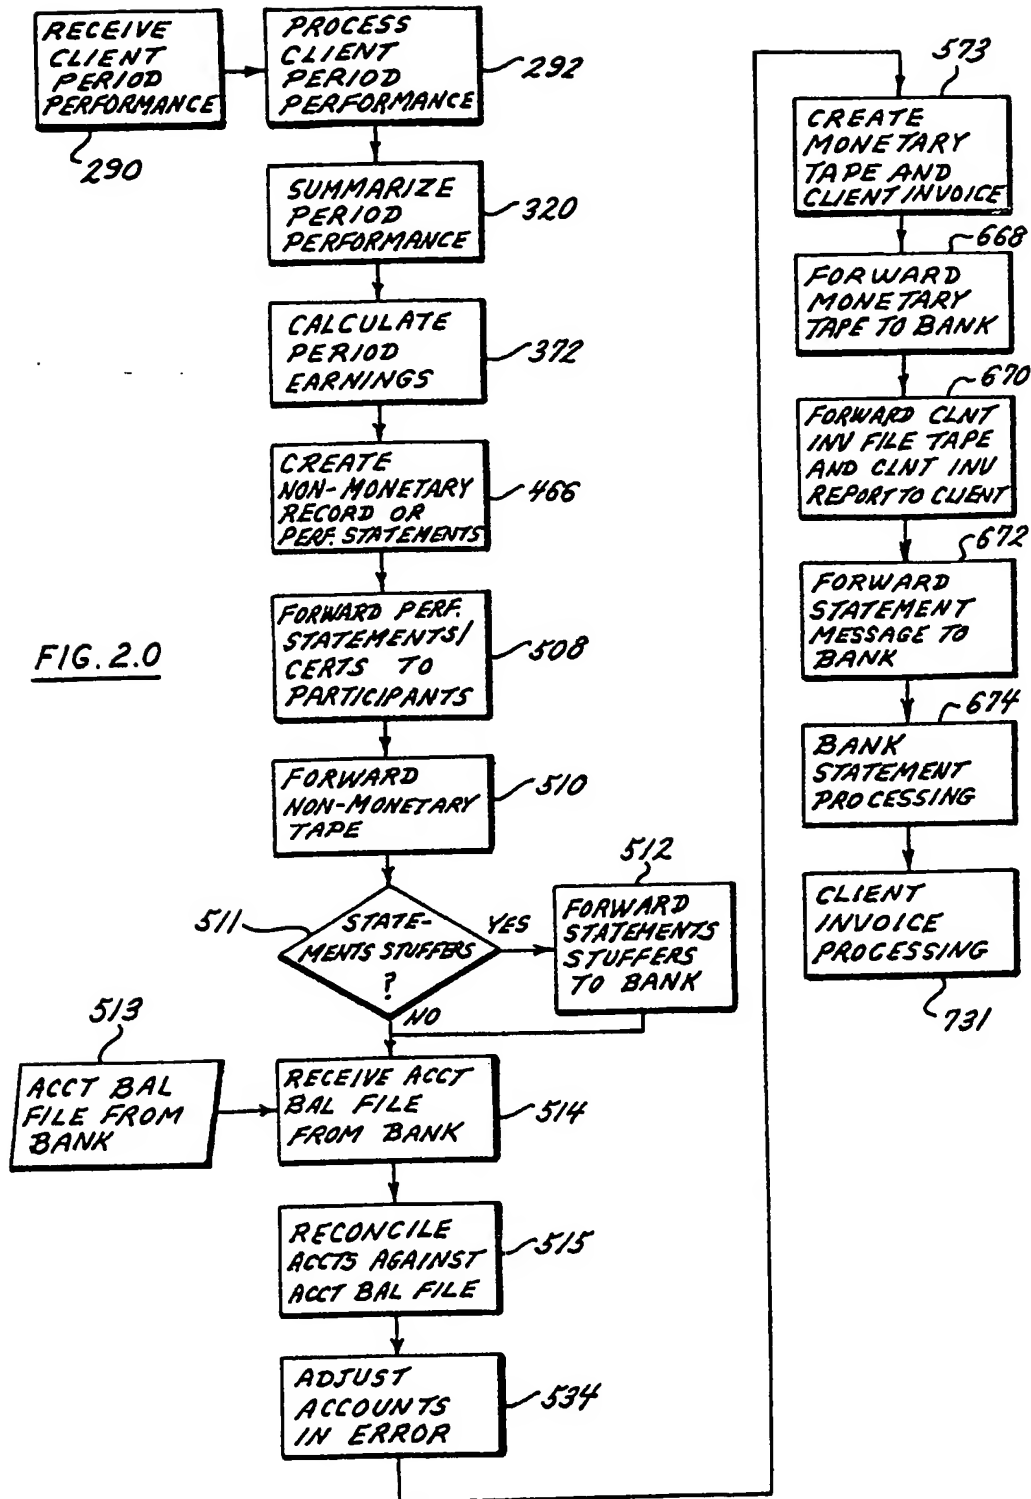 RECEIVE
CLIENT
PERIOD
PERFORMANCE
290
PROCESS
CLIENT
PERIOD
PERFORMANCE
292
SUMMARIZE
PERIOD
PERFORMANCE
320
CALCULATE
PERIOD
EARNINGS
372
CREATE
NON-MONETARY
RECORD OR
PERF. STATEMENTS
466
FORWARD PERF.
STATEMENTS/
CERTS TO
PARTICIPANTS
508
FIG. 2.0
FORWARD
NON-MONETARY
TAPE
510
511
STATE-
MENTS STUFFERS
?
YES
NO
512
FORWARD
STATEMENTS
STUFFERS
TO BANK
513
ACCT BAL
FILE FROM
BANK
RECEIVE ACCT
BAL FILE
FROM BANK
514
RECONCILE
ACCTS AGAINST
ACCT BAL FILE
515
ADJUST
ACCOUNTS
IN ERROR
534
573
CREATE
MONETARY
TAPE AND
CLIENT INVOICE
668
FORWARD
MONETARY
TAPE TO BANK
670
FORWARD CLNT
INV FILE TAPE
AND CLNT INV
REPORT TO CLIENT
672
FORWARD
STATEMENT
MESSAGE TO
BANK
674
BANK
STATEMENT
PROCESSING
CLIENT
INVOICE
PROCESSING
731